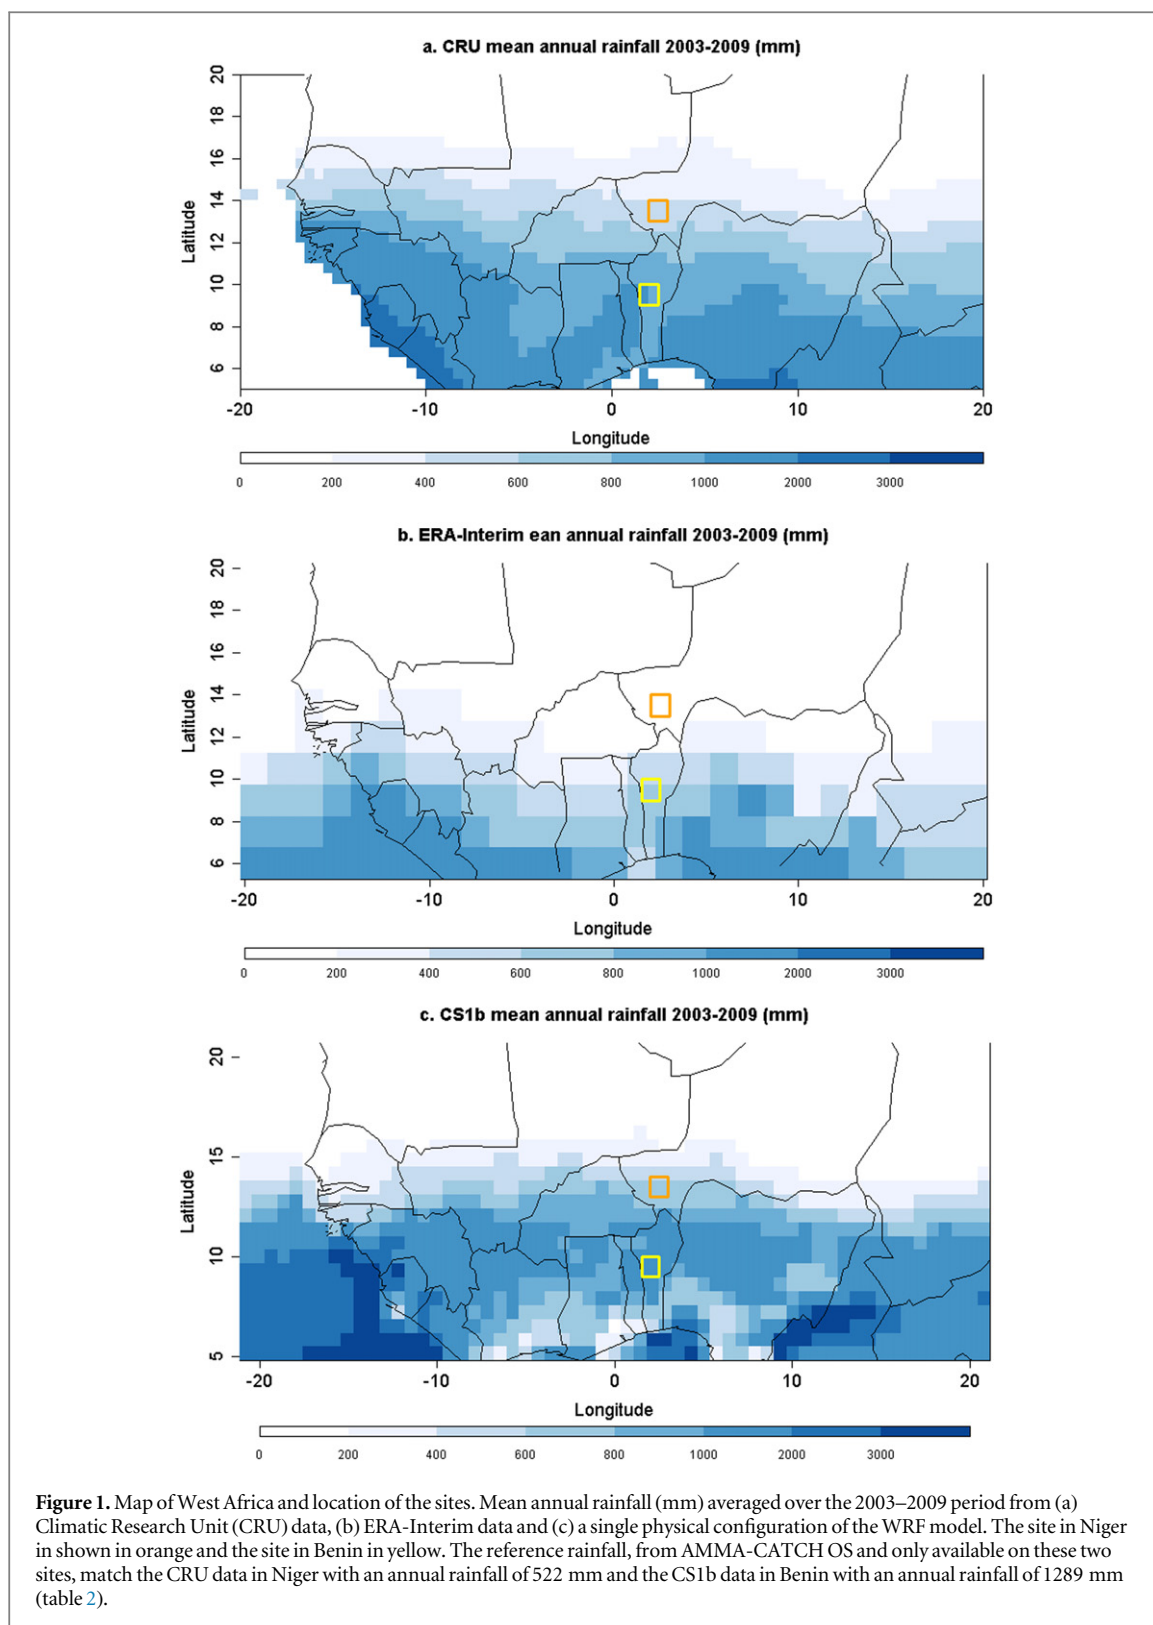 a. CRU mean annual rainfall 2003-2009 (mm)
20
18
16
14
12
10
8
6
Latitude
-20 -10 0 10 20
Longitude
0 200 400 600 800 1000 2000 3000
b. ERA-Interim ean annual rainfall 2003-2009 (mm)
20
18
16
14
12
10
8
6
Latitude
-20 -10 0 10 20
Longitude
0 200 400 600 800 1000 2000 3000
c. CS1b mean annual rainfall 2003-2009 (mm)
20
15
10
5
Latitude
-20 -10 0 10 20
Longitude
0 200 400 600 800 1000 2000 3000
Figure 1. Map of West Africa and location of the sites. Mean annual rainfall (mm) averaged over the 2003–2009 period from (a)
Climatic Research Unit (CRU) data, (b) ERA-Interim data and (c) a single physical configuration of the WRF model. The site in Niger
in shown in orange and the site in Benin in yellow. The reference rainfall, from AMMA-CATCH OS and only available on these two
sites, match the CRU data in Niger with an annual rainfall of 522 mm and the CS1b data in Benin with an annual rainfall of 1289 mm
(table 2).